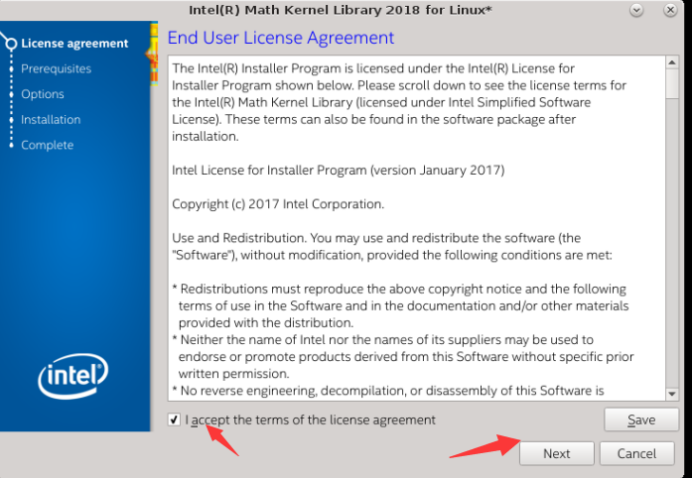 Intel(R) Math Kernel Library 2018 for Linux*
License agreement
Prerequisites
Options
Installation
Complete
(intel)
End User License Agreement
The Intel(R) Installer Program is licensed under the Intel(R) License for
Installer Program shown below. Please scroll down to see the license terms for
the Intel(R) Math Kernel Library (licensed under Intel Simplified Software
License). These terms can also be found in the software package after
installation.
Intel License for Installer Program (version January 2017)
Copyright (c) 2017 Intel Corporation.
Use and Redistribution. You may use and redistribute the software (the
"Software"), without modification, provided the following conditions are met:
* Redistributions must reproduce the above copyright notice and the following
terms of use in the Software and in the documentation and/or other materials
provided with the distribution.
* Neither the name of Intel nor the names of its suppliers may be used to
endorse or promote products derived from this Software without specific prior
written permission.
* No reverse engineering, decompilation, or disassembly of this Software is
I accept the terms of the license agreement
Save
Next
Cancel